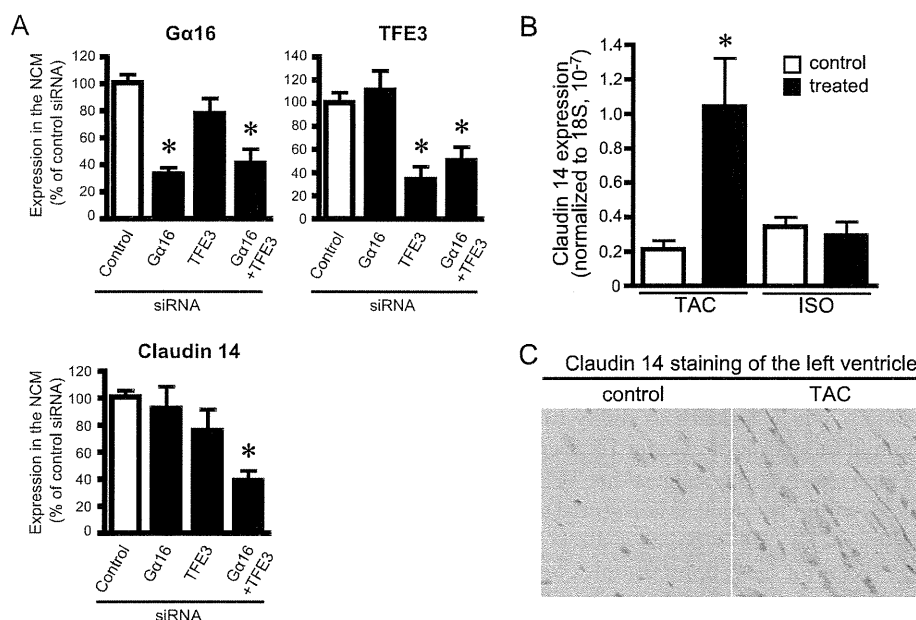 A
Gα16
Expression in the NCM
(% of control siRNA)
120
100
80
60
40
20
0
*
*
Control
Gα16
TFE3
Gα16
+TFE3
siRNA
TFE3
140
120
100
80
60
40
20
0
*
*
Control
Gα16
TFE3
Gα16
+TFE3
siRNA
Claudin 14
Expression in the NCM
(% of control siRNA)
120
100
80
60
40
20
0
*
Control
Gα16
TFE3
Gα16
+TFE3
siRNA
B
Claudin 14 expression
(normalized to 18S, 10-7)
1.4
1.2
1.0
0.8
0.6
0.4
0.2
0
*
control
treated
TAC
ISO
C
Claudin 14 staining of the left ventricle
control
TAC